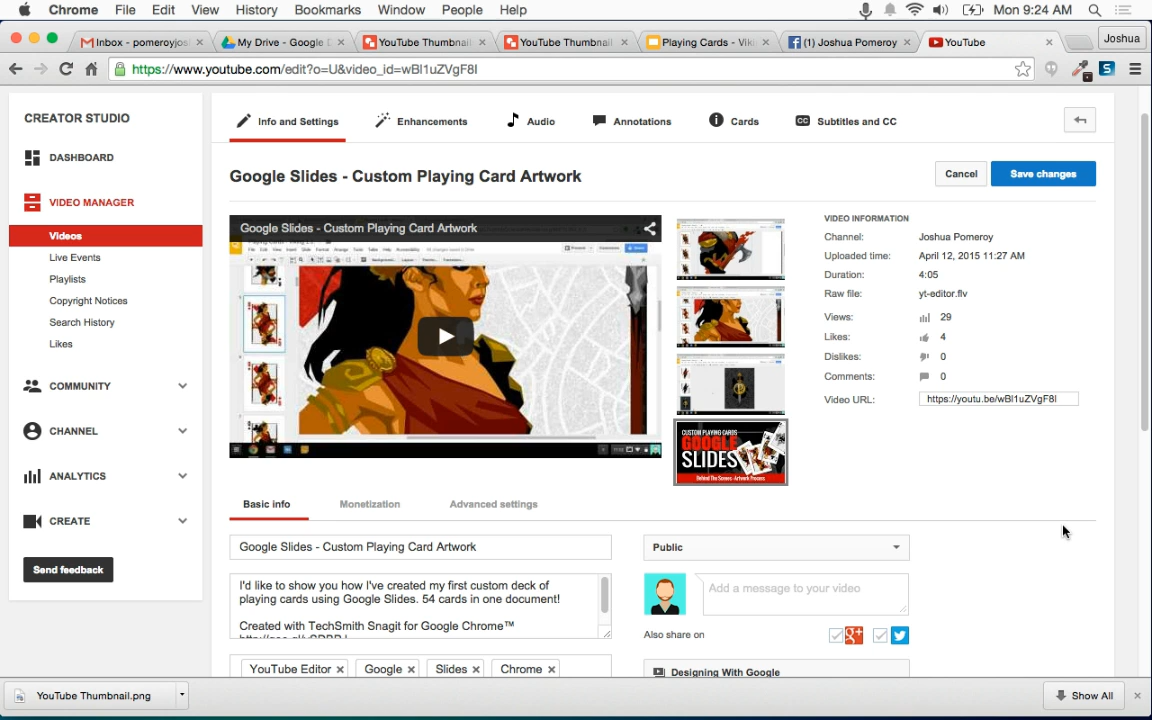 Chrome File Edit View History Bookmarks Window People Help Mon 9:24 AM
Inbox - pomeroyjos My Drive - Google D YouTube Thumbnail YouTube Thumbnail Playing Cards - Viki (1) Joshua Pomeroy YouTube Joshua
https://www.youtube.com/edit?o=U&video_id=wBl1uZVgF8I
CREATOR STUDIO
DASHBOARD
VIDEO MANAGER
Videos
Live Events
Playlists
Copyright Notices
Search History
Likes
COMMUNITY
CHANNEL
ANALYTICS
CREATE
Send feedback
Info and Settings Enhancements Audio Annotations Cards CC Subtitles and CC
Google Slides - Custom Playing Card Artwork
Cancel Save changes
Google Slides - Custom Playing Card Artwork
CUSTOM PLAYING CARDS
GOOGLE
SLIDES
Behind The Scenes - Artwork Process
VIDEO INFORMATION
Channel: Joshua Pomeroy
Uploaded time: April 12, 2015 11:27 AM
Duration: 4:05
Raw file: yt-editor.flv
Views: 29
Likes: 4
Dislikes: 0
Comments: 0
Video URL: https://youtu.be/wBl1uZVgF8I
Basic info Monetization Advanced settings
Google Slides - Custom Playing Card Artwork
I'd like to show you how I've created my first custom deck of
playing cards using Google Slides. 54 cards in one document!
Created with TechSmith Snagit for Google Chrome™
YouTube Editor Google Slides Chrome
Public
Add a message to your video
Also share on
Designing With Google
YouTube Thumbnail.png
Show All